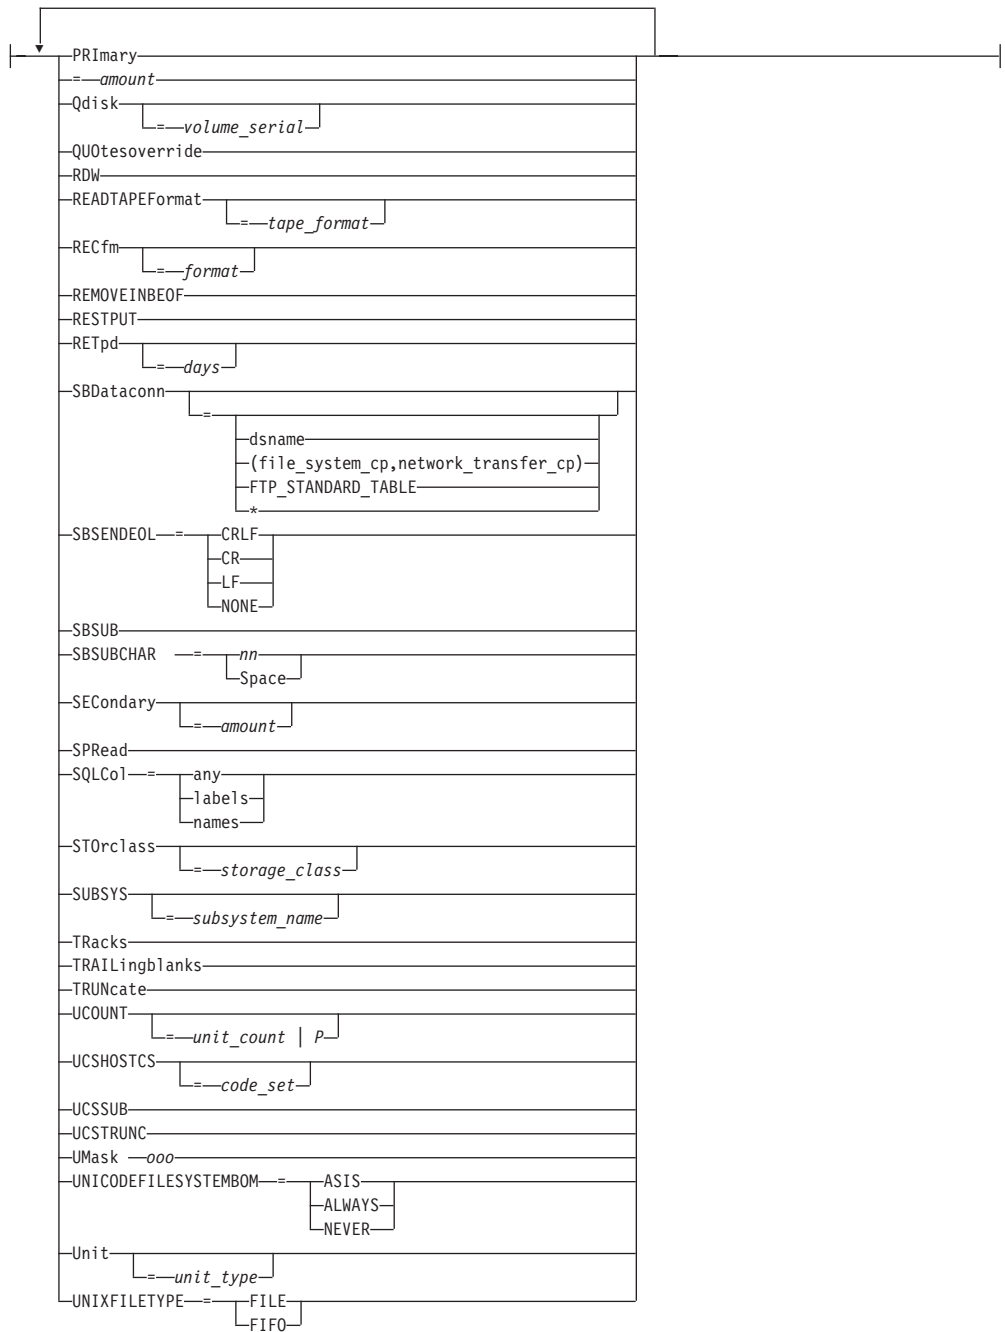 PRImary
=amount
Qdisk
=volume_serial
QUOtesoverride
RDW
READTAPEFormat
=tape_format
RECfm
=format
REMOVEINBEOF
RESTPUT
RETpd
=days
SBDataconn
=
dsname
(file_system_cp,network_transfer_cp)
FTP_STANDARD_TABLE
*
SBSENDEOL = CRLF
CR
LF
NONE
SBSUB
SBSUBCHAR = nn
Space
SECondary
=amount
SPRead
SQLCol = any
labels
names
STOrclass
=storage_class
SUBSYS
=subsystem_name
TRacks
TRAILingblanks
TRUNcate
UCOUNT
=unit_count | P
UCSHOSTCS
=code_set
UCSSUB
UCSTRUNC
UMask ooo
UNICODEFILESYSTEMBOM = ASIS
ALWAYS
NEVER
Unit
=unit_type
UNIXFILETYPE = FILE
FIFO